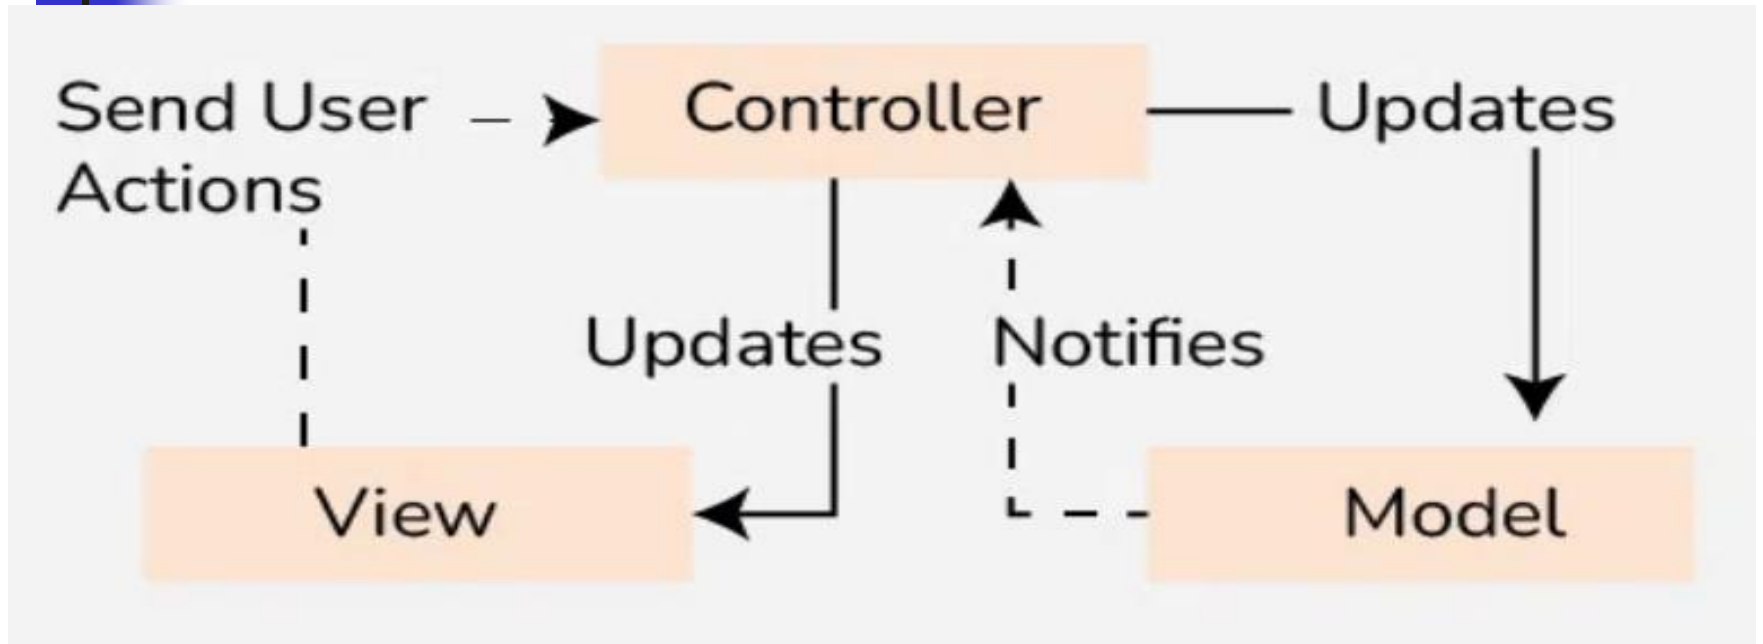 Send User
Actions
Controller
Updates
Updates
Notifies
View
Model